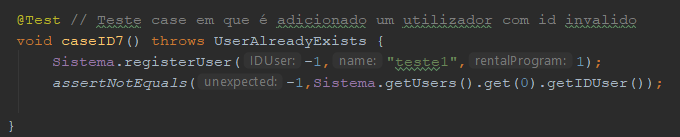 @Test // Teste case em que é adicionado um utilizador com id invalido
void caseID7() throws UserAlreadyExists {
Sistema.registerUser( IDUser: -1, name: "teste1", rentalProgram: 1);
assertNotEquals( unexpected: -1,Sistema.getUsers().get(0).getIDUser());
}